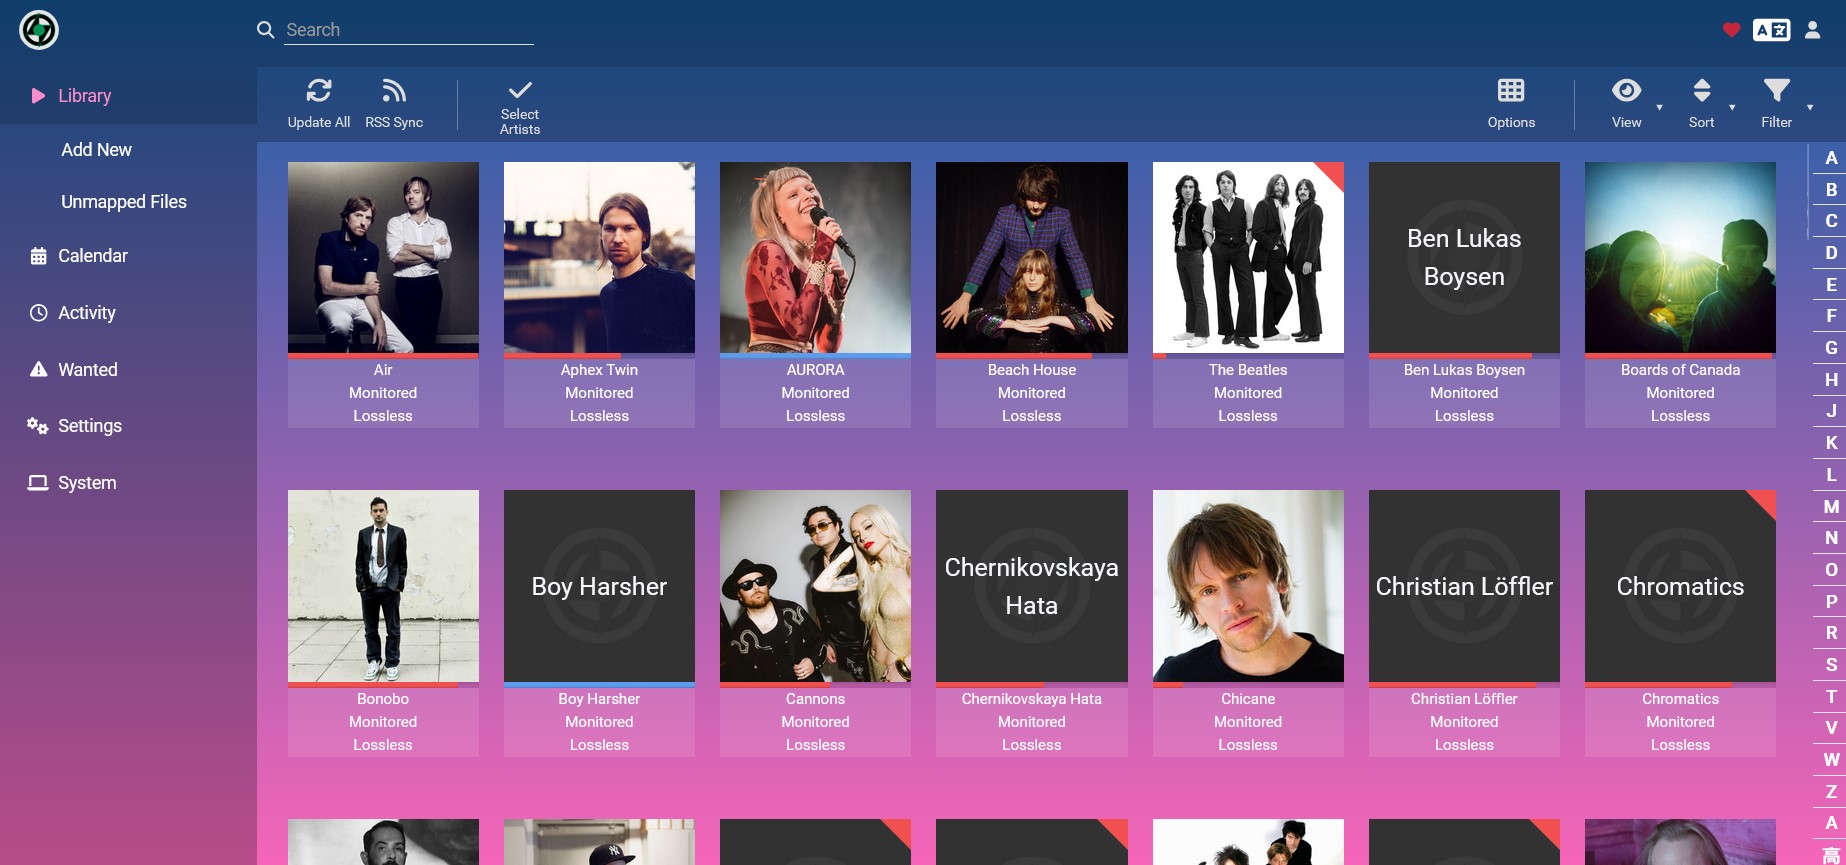 Search
A 文
Library
Add New
Unmapped Files
Calendar
Activity
Wanted
Settings
System
Update All
RSS Sync
Select
Artists
Options
View
Sort
Filter
Air
Monitored
Lossless
Aphex Twin
Monitored
Lossless
AURORA
Monitored
Lossless
Beach House
Monitored
Lossless
The Beatles
Monitored
Lossless
Ben Lukas
Boysen
Ben Lukas Boysen
Monitored
Lossless
Boards of Canada
Monitored
Lossless
Bonobo
Monitored
Lossless
Boy Harsher
Boy Harsher
Monitored
Lossless
Cannons
Monitored
Lossless
Chernikovskaya
Hata
Chernikovskaya Hata
Monitored
Lossless
Chicane
Monitored
Lossless
Christian Löffler
Christian Löffler
Monitored
Lossless
Chromatics
Chromatics
Monitored
Lossless
A
B
C
D
E
F
G
H
J
K
L
M
N
O
P
R
S
T
V
W
Z
A
高